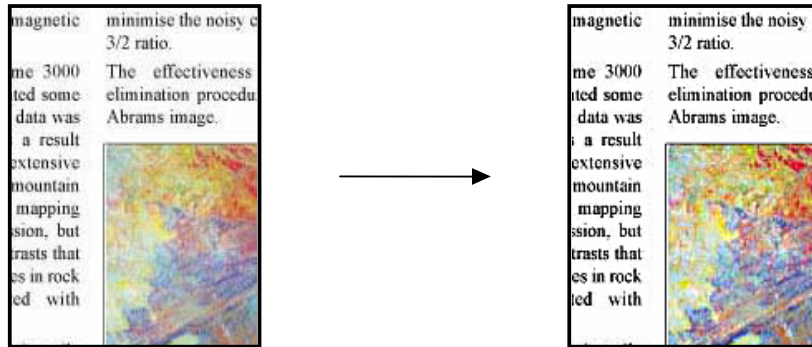 magnetic
me 3000
ted some
data was
a result
extensive
mountain
mapping
sion, but
trasts that
es in rock
ed with
minimise the noisy c
3/2 ratio.
The effectiveness
elimination procedu
Abrams image.
magnetic
me 3000
ted some
data was
a result
extensive
mountain
mapping
sion, but
trasts that
es in rock
ted with
minimise the noisy
3/2 ratio.
The effectiveness
elimination procedu
Abrams image.